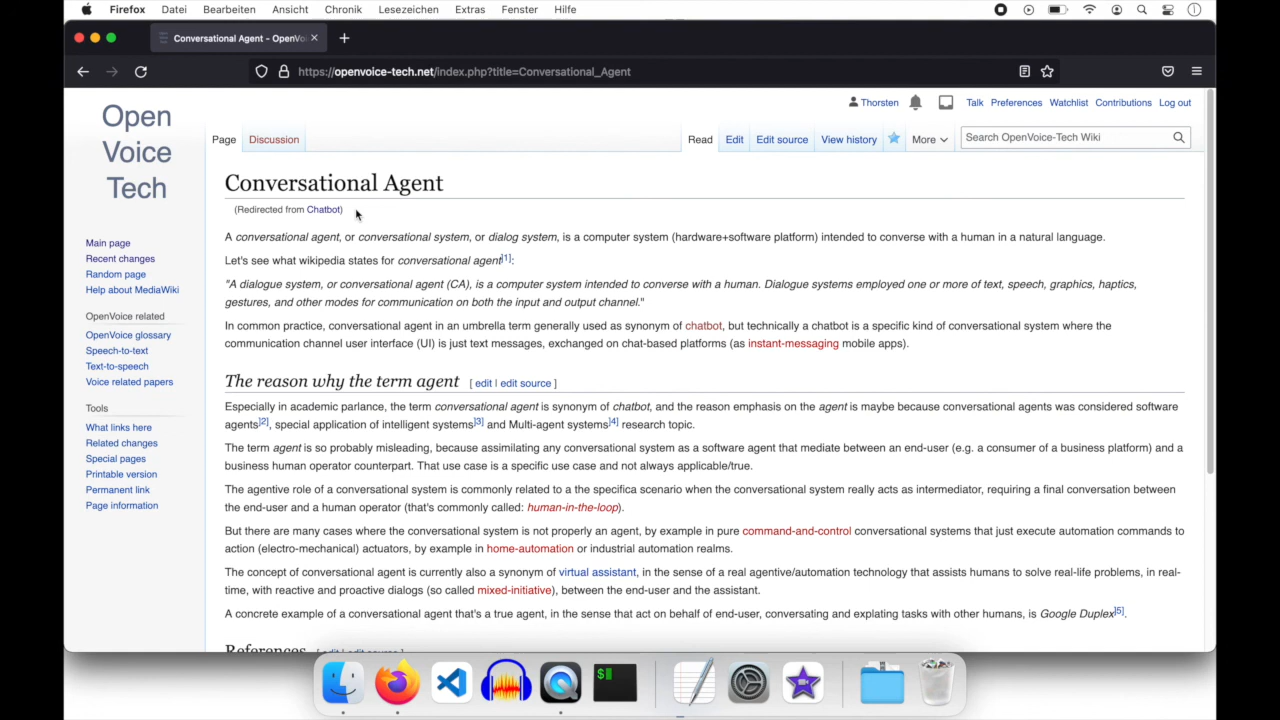 Firefox Datei Bearbeiten Ansicht Chronik Lesezeichen Extras Fenster Hilfe
Conversational Agent - OpenVo
https://openvoice-tech.net/index.php?title=Conversational_Agent
Open
Voice
Tech
Thorsten Talk Preferences Watchlist Contributions Log out
Page Discussion Read Edit Edit source View history More Search OpenVoice-Tech Wiki
Main page
Recent changes
Random page
Help about MediaWiki
OpenVoice related
OpenVoice glossary
Speech-to-text
Text-to-speech
Voice related papers
Tools
What links here
Related changes
Special pages
Printable version
Permanent link
Page information
Conversational Agent
(Redirected from Chatbot)
A conversational agent, or conversational system, or dialog system, is a computer system (hardware+software platform) intended to converse with a human in a natural language.
Let's see what wikipedia states for conversational agent[1]:
"A dialogue system, or conversational agent (CA), is a computer system intended to converse with a human. Dialogue systems employed one or more of text, speech, graphics, haptics,
gestures, and other modes for communication on both the input and output channel."
In common practice, conversational agent in an umbrella term generally used as synonym of chatbot, but technically a chatbot is a specific kind of conversational system where the
communication channel user interface (UI) is just text messages, exchanged on chat-based platforms (as instant-messaging mobile apps).
The reason why the term agent [ edit | edit source ]
Especially in academic parlance, the term conversational agent is synonym of chatbot, and the reason emphasis on the agent is maybe because conversational agents was considered software
agents[2], special application of intelligent systems[3] and Multi-agent systems[4] research topic.
The term agent is so probably misleading, because assimilating any conversational system as a software agent that mediate between an end-user (e.g. a consumer of a business platform) and a
business human operator counterpart. That use case is a specific use case and not always applicable/true.
The agentive role of a conversational system is commonly related to a the specifica scenario when the conversational system really acts as intermediator, requiring a final conversation between
the end-user and a human operator (that's commonly called: human-in-the-loop).
But there are many cases where the conversational system is not properly an agent, by example in pure command-and-control conversational systems that just execute automation commands to
action (electro-mechanical) actuators, by example in home-automation or industrial automation realms.
The concept of conversational agent is currently also a synonym of virtual assistant, in the sense of a real agentive/automation technology that assists humans to solve real-life problems, in real-
time, with reactive and proactive dialogs (so called mixed-initiative), between the end-user and the assistant.
A concrete example of a conversational agent that's a true agent, in the sense that act on behalf of end-user, conversating and explating tasks with other humans, is Google Duplex[5].
References [ edit | edit source ]
$